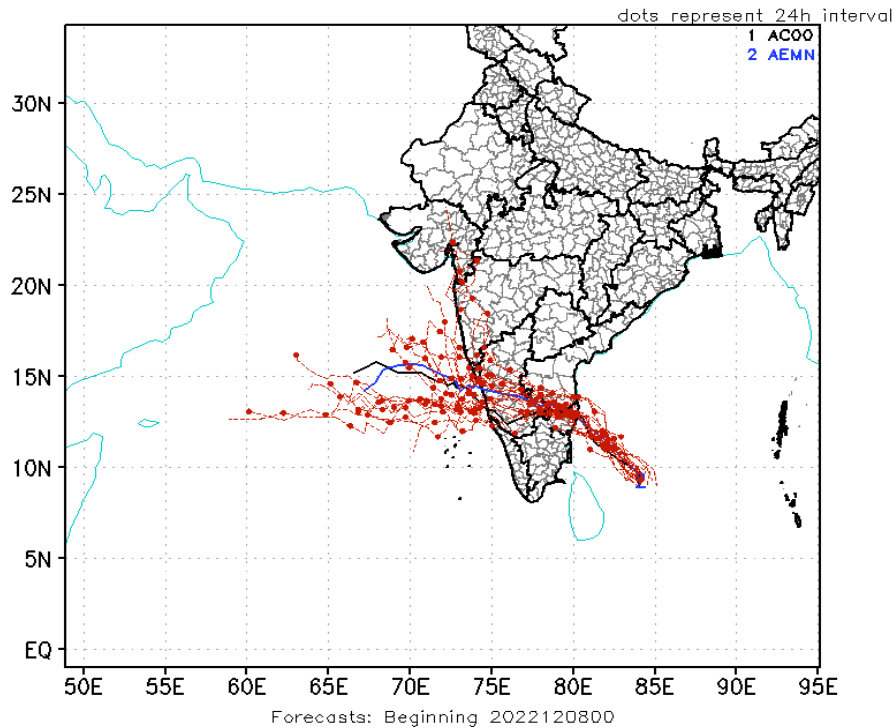 dots represent 24h interval
1 AC00
2 AEMN
30N
25N
20N
15N
10N
5N
EQ
50E 55E 60E 65E 70E 75E 80E 85E 90E 95E
Forecasts: Beginning 2022120800